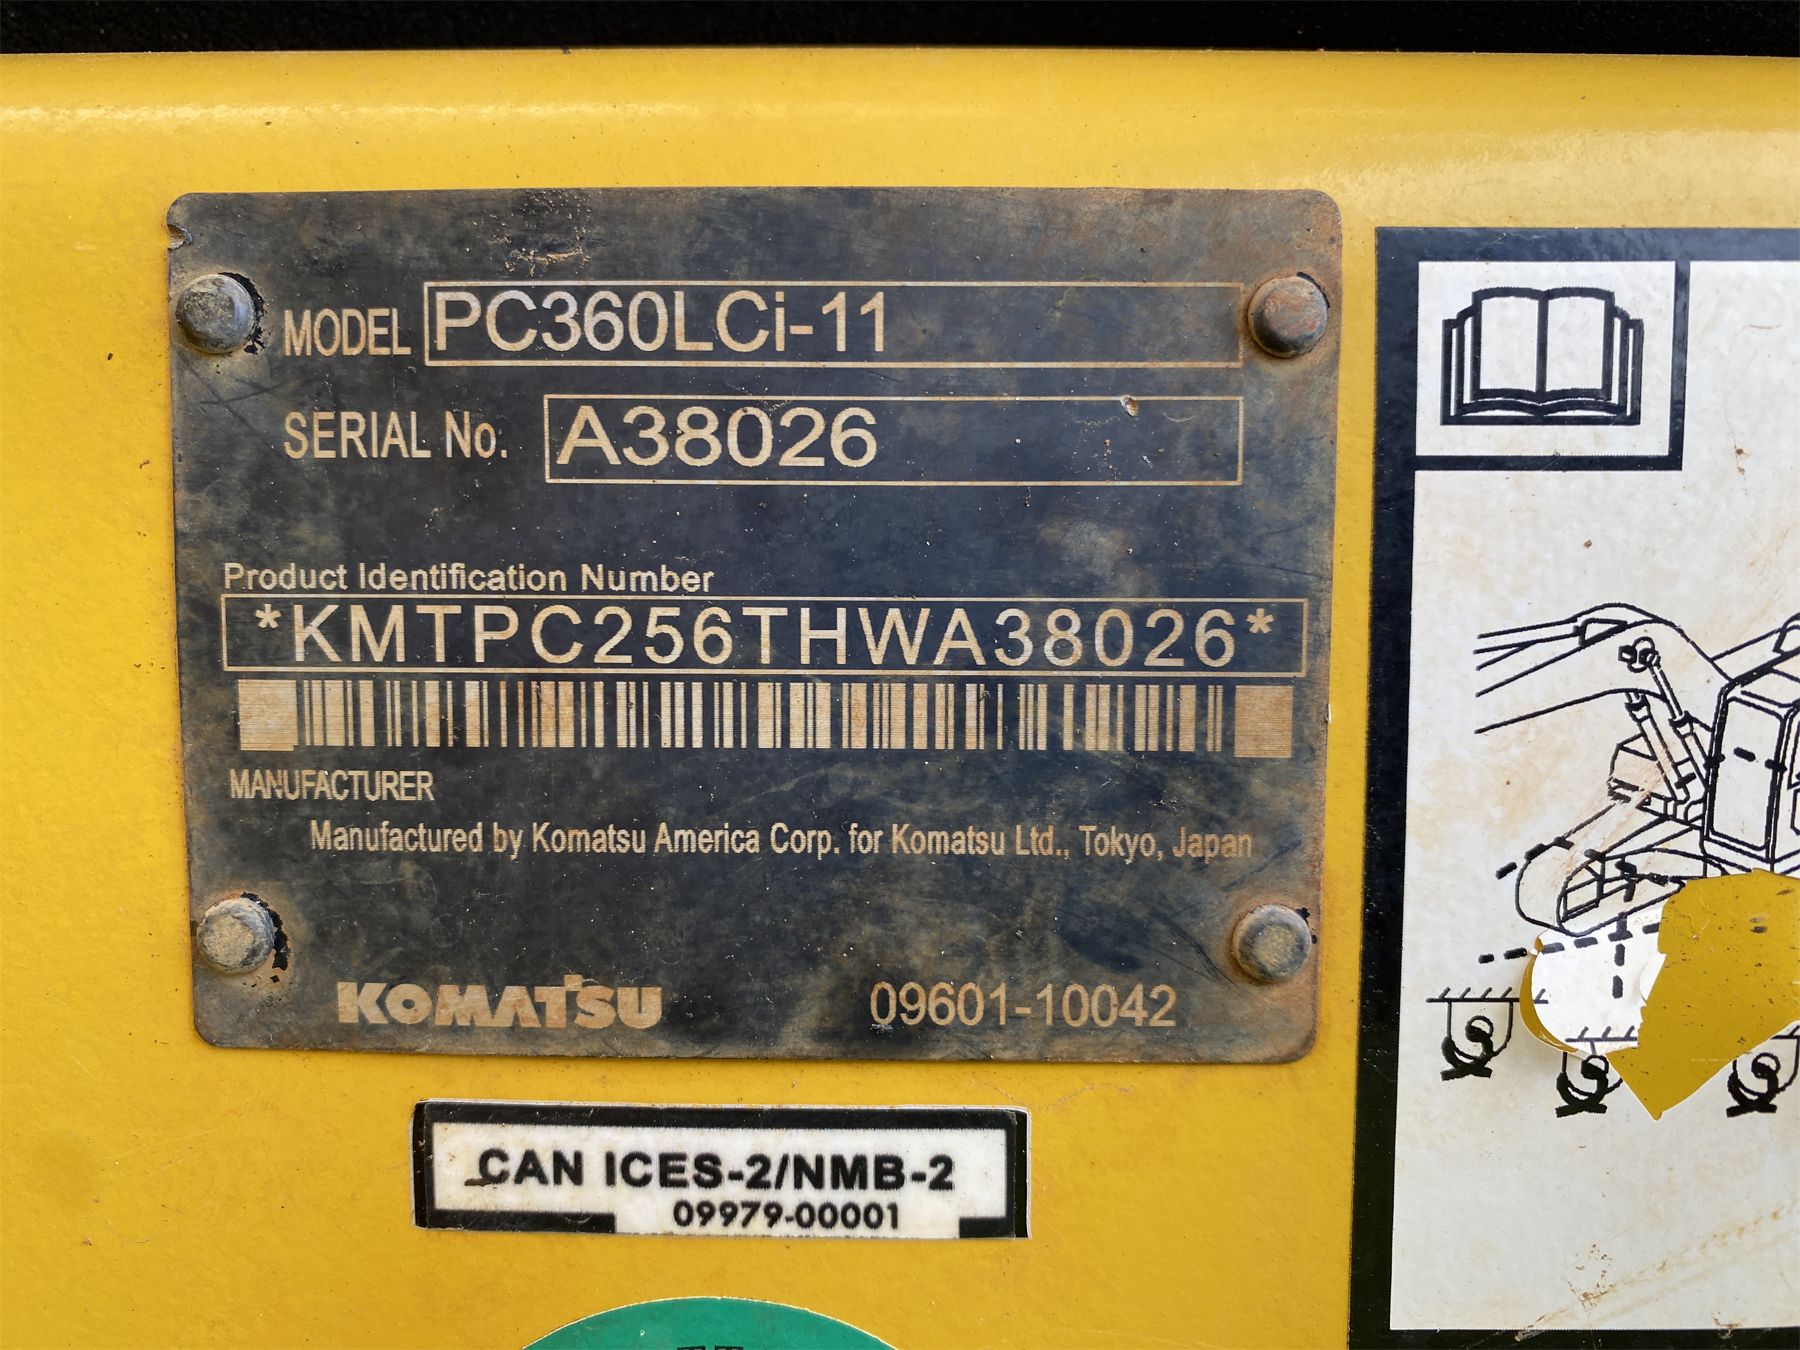 MODEL PC360LCi-11
SERIAL No. A38026
Product Identification Number
*KMTPC256THWA38026*
MANUFACTURER
Manufactured by Komatsu America Corp. for Komatsu Ltd., Tokyo, Japan
KOMATSU 09601-10042
CAN ICES-2/NMB-2
09979-00001